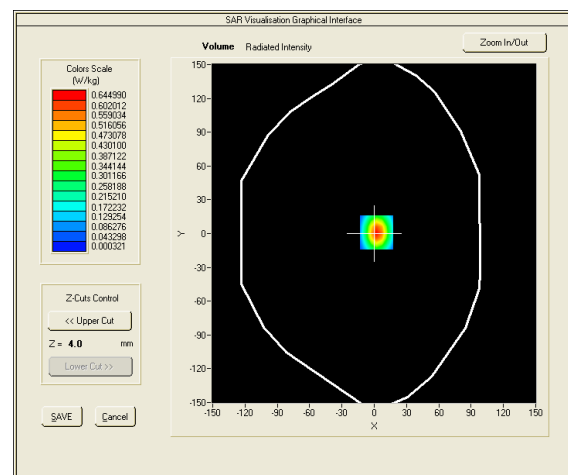 SAR Visualisation Graphical Interface
Volume Radiated Intensity
Zoom In/Out
Colors Scale
(W/kg)
0.644990
0.602012
0.559034
0.516056
0.473078
0.430100
0.387122
0.344144
0.301166
0.258188
0.215210
0.172232
0.129254
0.086276
0.043298
0.000321
Z-Cuts Control
<< Upper Cut
Z = 4.0 mm
Lower Cut >>
SAVE Cancel
150
120
90
60
30
0
-30
-60
-90
-120
-150
Y
-150 -120 -90 -60 -30 0 30 60 90 120 150
X